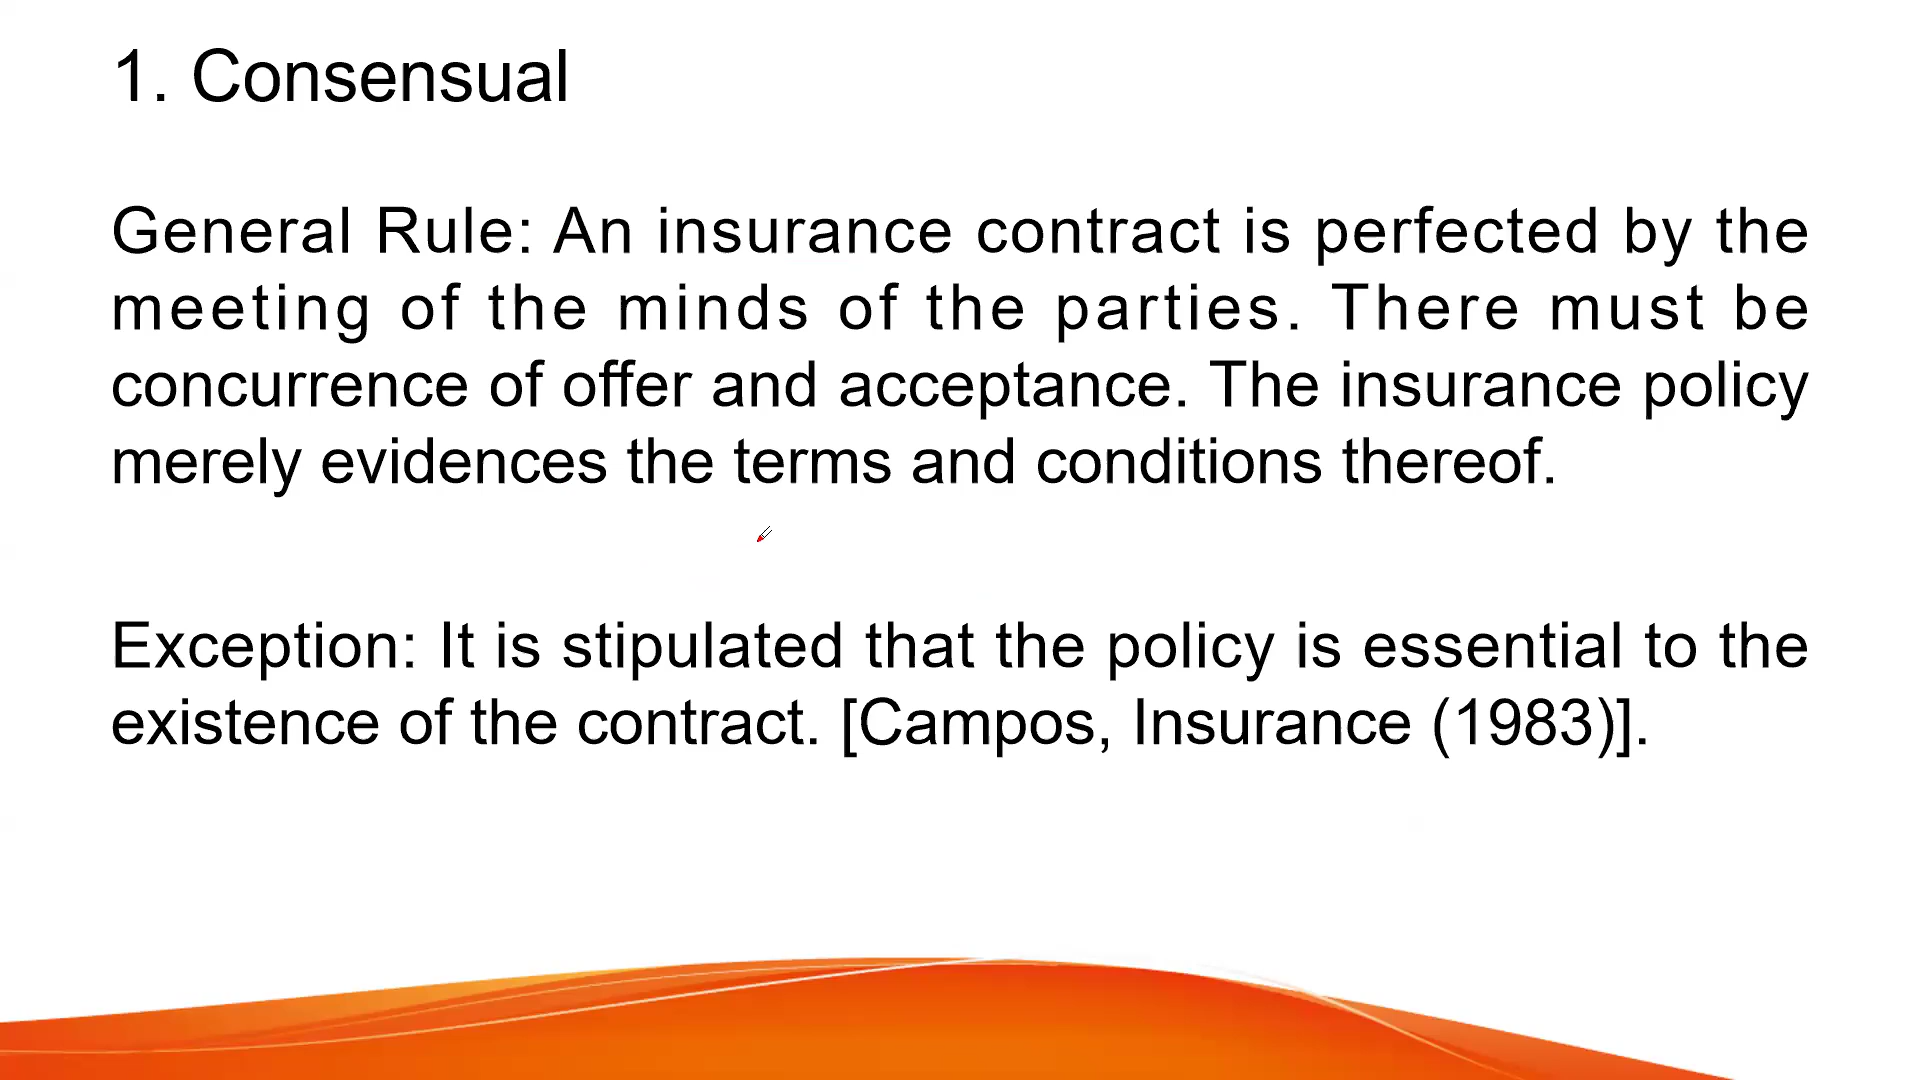 1. Consensual
General Rule: An insurance contract is perfected by the
meeting of the minds of the parties. There must be
concurrence of offer and acceptance. The insurance policy
merely evidences the terms and conditions thereof.
Exception: It is stipulated that the policy is essential to the
existence of the contract. [Campos, Insurance (1983)].